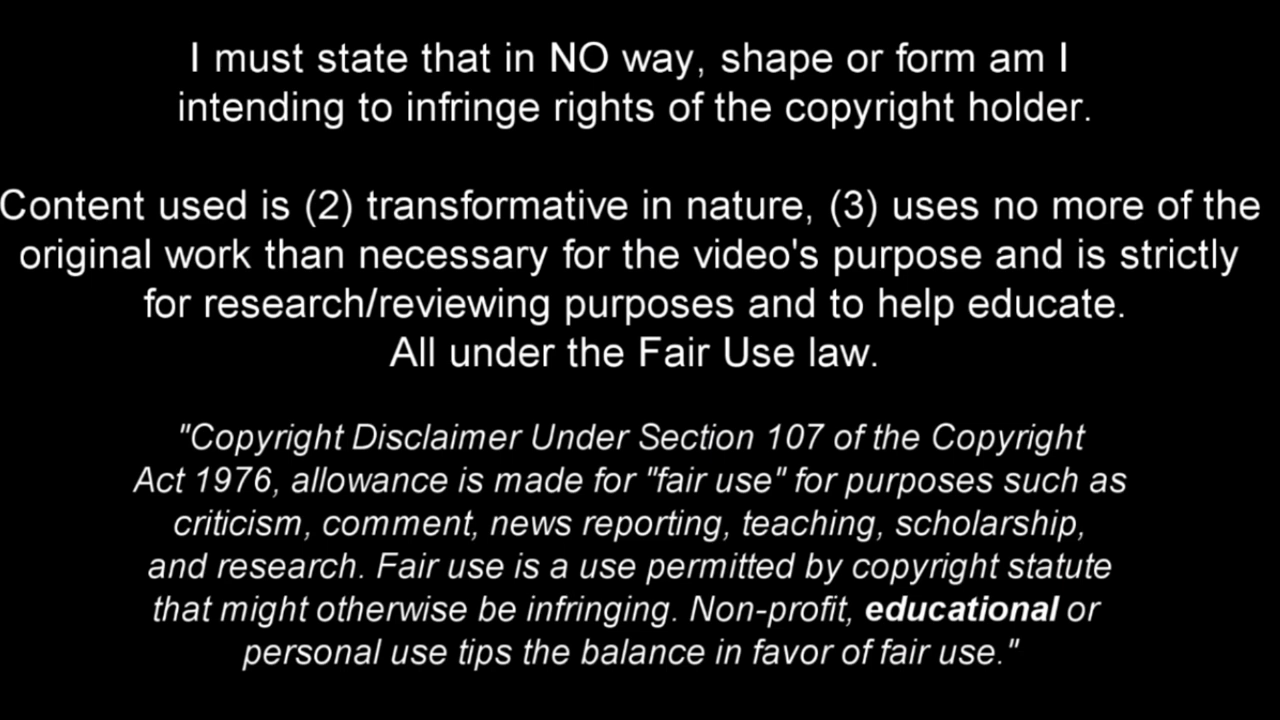 I must state that in NO way, shape or form am I
intending to infringe rights of the copyright holder.
Content used is (2) transformative in nature, (3) uses no more of the
original work than necessary for the video's purpose and is strictly
for research/reviewing purposes and to help educate.
All under the Fair Use law.
"Copyright Disclaimer Under Section 107 of the Copyright
Act 1976, allowance is made for "fair use" for purposes such as
criticism, comment, news reporting, teaching, scholarship,
and research. Fair use is a use permitted by copyright statute
that might otherwise be infringing. Non-profit, educational or
personal use tips the balance in favor of fair use."